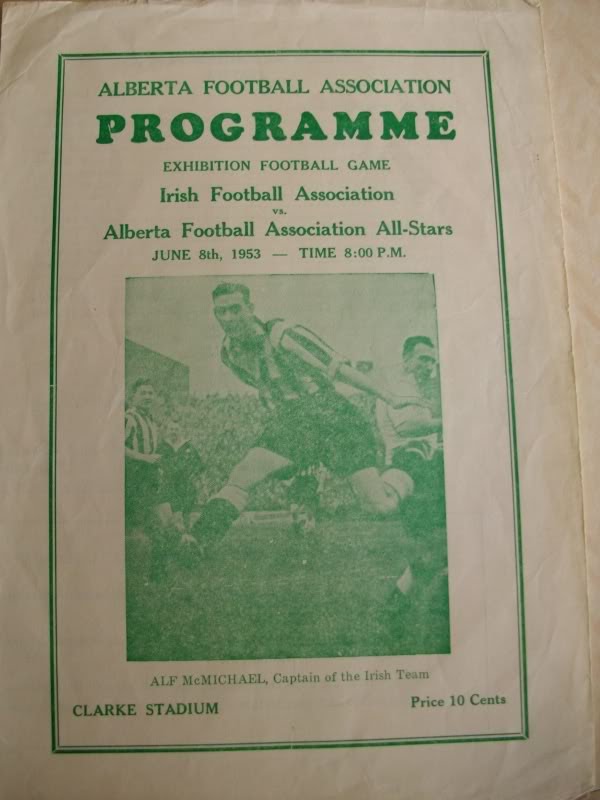 ALBERTA FOOTBALL ASSOCIATION
PROGRAMME
EXHIBITION FOOTBALL GAME
Irish Football Association
vs.
Alberta Football Association All-Stars
JUNE 8th, 1953 — TIME 8:00 P.M.
ALF McMICHAEL, Captain of the Irish Team
CLARKE STADIUM
Price 10 Cents